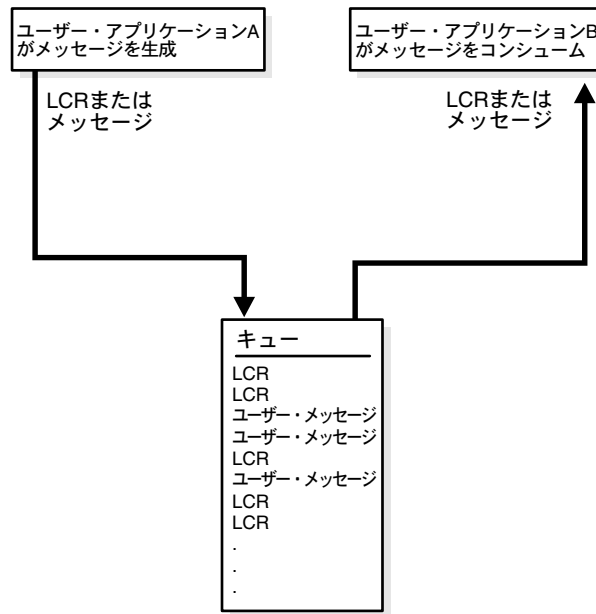 ユーザー・アプリケーションA
がメッセージを生成
ユーザー・アプリケーションB
がメッセージをコンシューム
LCRまたは
メッセージ
LCRまたは
メッセージ
キュー
LCR
LCR
ユーザー・メッセージ
ユーザー・メッセージ
LCR
ユーザー・メッセージ
LCR
LCR
.
.
.